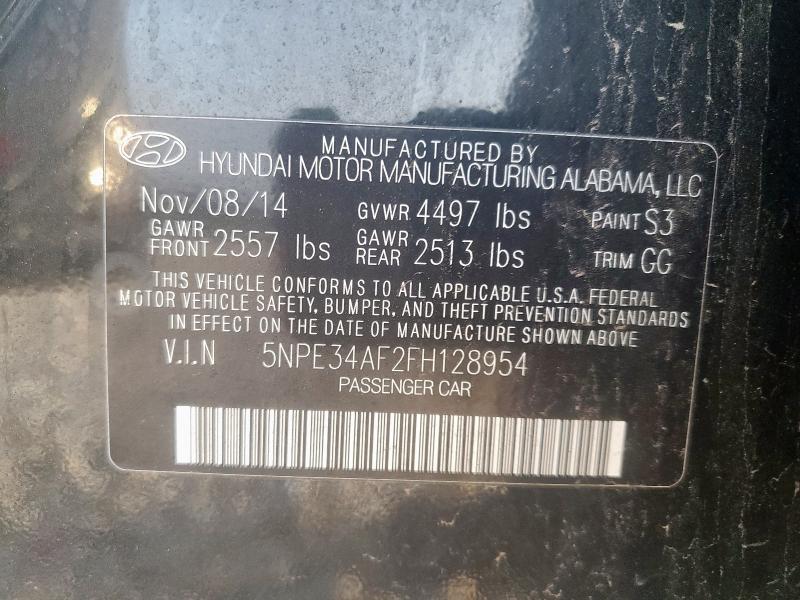 MANUFACTURED BY
HYUNDAI MOTOR MANUFACTURING ALABAMA, LLC
Nov/08/14 GVWR 4497 lbs PAINT S3
GAWR FRONT 2557 lbs GAWR REAR 2513 lbs TRIM GG
THIS VEHICLE CONFORMS TO ALL APPLICABLE U.S.A. FEDERAL
MOTOR VEHICLE SAFETY, BUMPER, AND THEFT PREVENTION STANDARDS
IN EFFECT ON THE DATE OF MANUFACTURE SHOWN ABOVE
V.I.N 5NPE34AF2FH128954
PASSENGER CAR